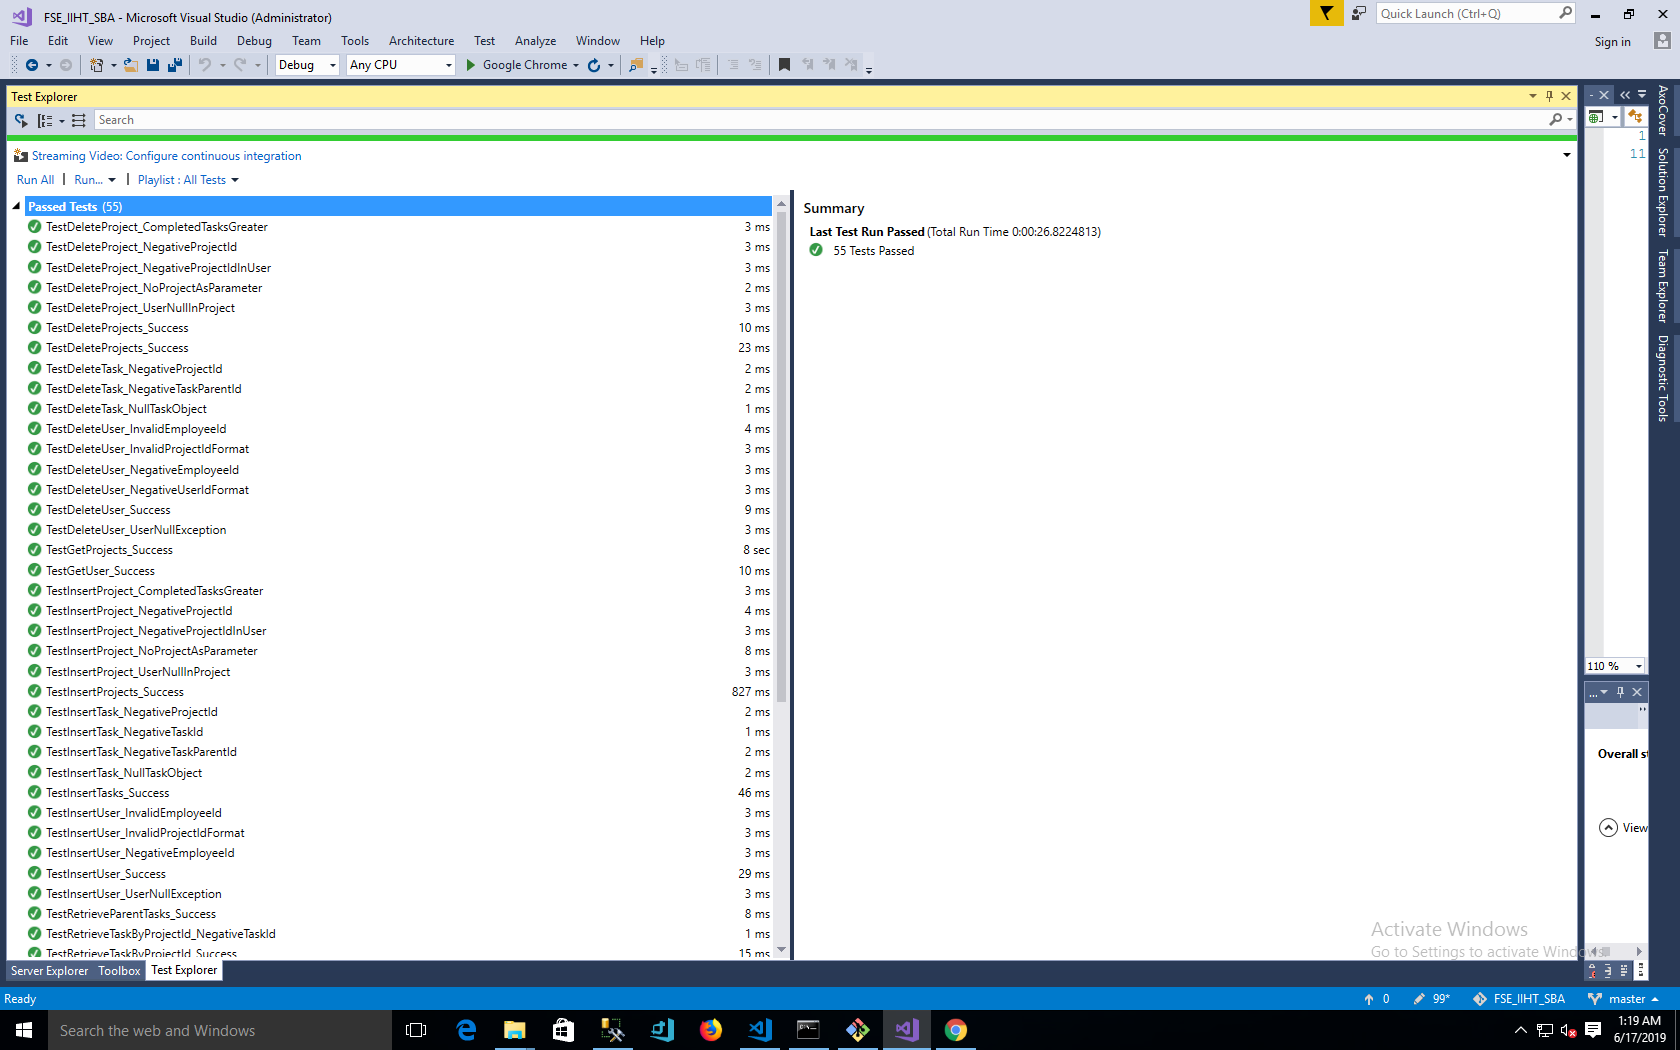 FSE_IIHT_SBA - Microsoft Visual Studio (Administrator)
Quick Launch (Ctrl+Q)
File Edit View Project Build Debug Team Tools Architecture Test Analyze Window Help
Sign in
Debug Any CPU Google Chrome
Test Explorer
Search
Streaming Video: Configure continuous integration
Run All | Run... | Playlist : All Tests
Passed Tests (55)
TestDeleteProject_CompletedTasksGreater 3 ms
TestDeleteProject_NegativeProjectId 3 ms
TestDeleteProject_NegativeProjectIdInUser 3 ms
TestDeleteProject_NoProjectAsParameter 2 ms
TestDeleteProject_UserNullInProject 3 ms
TestDeleteProjects_Success 10 ms
TestDeleteProjects_Success 23 ms
TestDeleteTask_NegativeProjectId 2 ms
TestDeleteTask_NegativeTaskParentId 2 ms
TestDeleteTask_NullTaskObject 1 ms
TestDeleteUser_InvalidEmployeeId 4 ms
TestDeleteUser_InvalidProjectIdFormat 3 ms
TestDeleteUser_NegativeEmployeeId 3 ms
TestDeleteUser_NegativeUserIdFormat 3 ms
TestDeleteUser_Success 9 ms
TestDeleteUser_UserNullException 3 ms
TestGetProjects_Success 8 sec
TestGetUser_Success 10 ms
TestInsertProject_CompletedTasksGreater 3 ms
TestInsertProject_NegativeProjectId 4 ms
TestInsertProject_NegativeProjectIdInUser 3 ms
TestInsertProject_NoProjectAsParameter 8 ms
TestInsertProject_UserNullInProject 3 ms
TestInsertProjects_Success 827 ms
TestInsertTask_NegativeProjectId 2 ms
TestInsertTask_NegativeTaskId 1 ms
TestInsertTask_NegativeTaskParentId 2 ms
TestInsertTask_NullTaskObject 2 ms
TestInsertTasks_Success 46 ms
TestInsertUser_InvalidEmployeeId 3 ms
TestInsertUser_InvalidProjectIdFormat 3 ms
TestInsertUser_NegativeEmployeeId 3 ms
TestInsertUser_Success 29 ms
TestInsertUser_UserNullException 3 ms
TestRetrieveParentTasks_Success 8 ms
TestRetrieveTaskByProjectId_NegativeTaskId 1 ms
TestRetrieveTaskByProjectId_Success 15 ms
Summary
Last Test Run Passed (Total Run Time 0:00:26.8224813)
55 Tests Passed
1
11
110 %
...
Overall st
View
AxoCover
Solution Explorer
Team Explorer
Diagnostic Tools
Activate Windows
Go to Settings to activate Windows.
Server Explorer Toolbox Test Explorer
Ready
0 99* FSE_IIHT_SBA master
Search the web and Windows
1:19 AM
6/17/2019